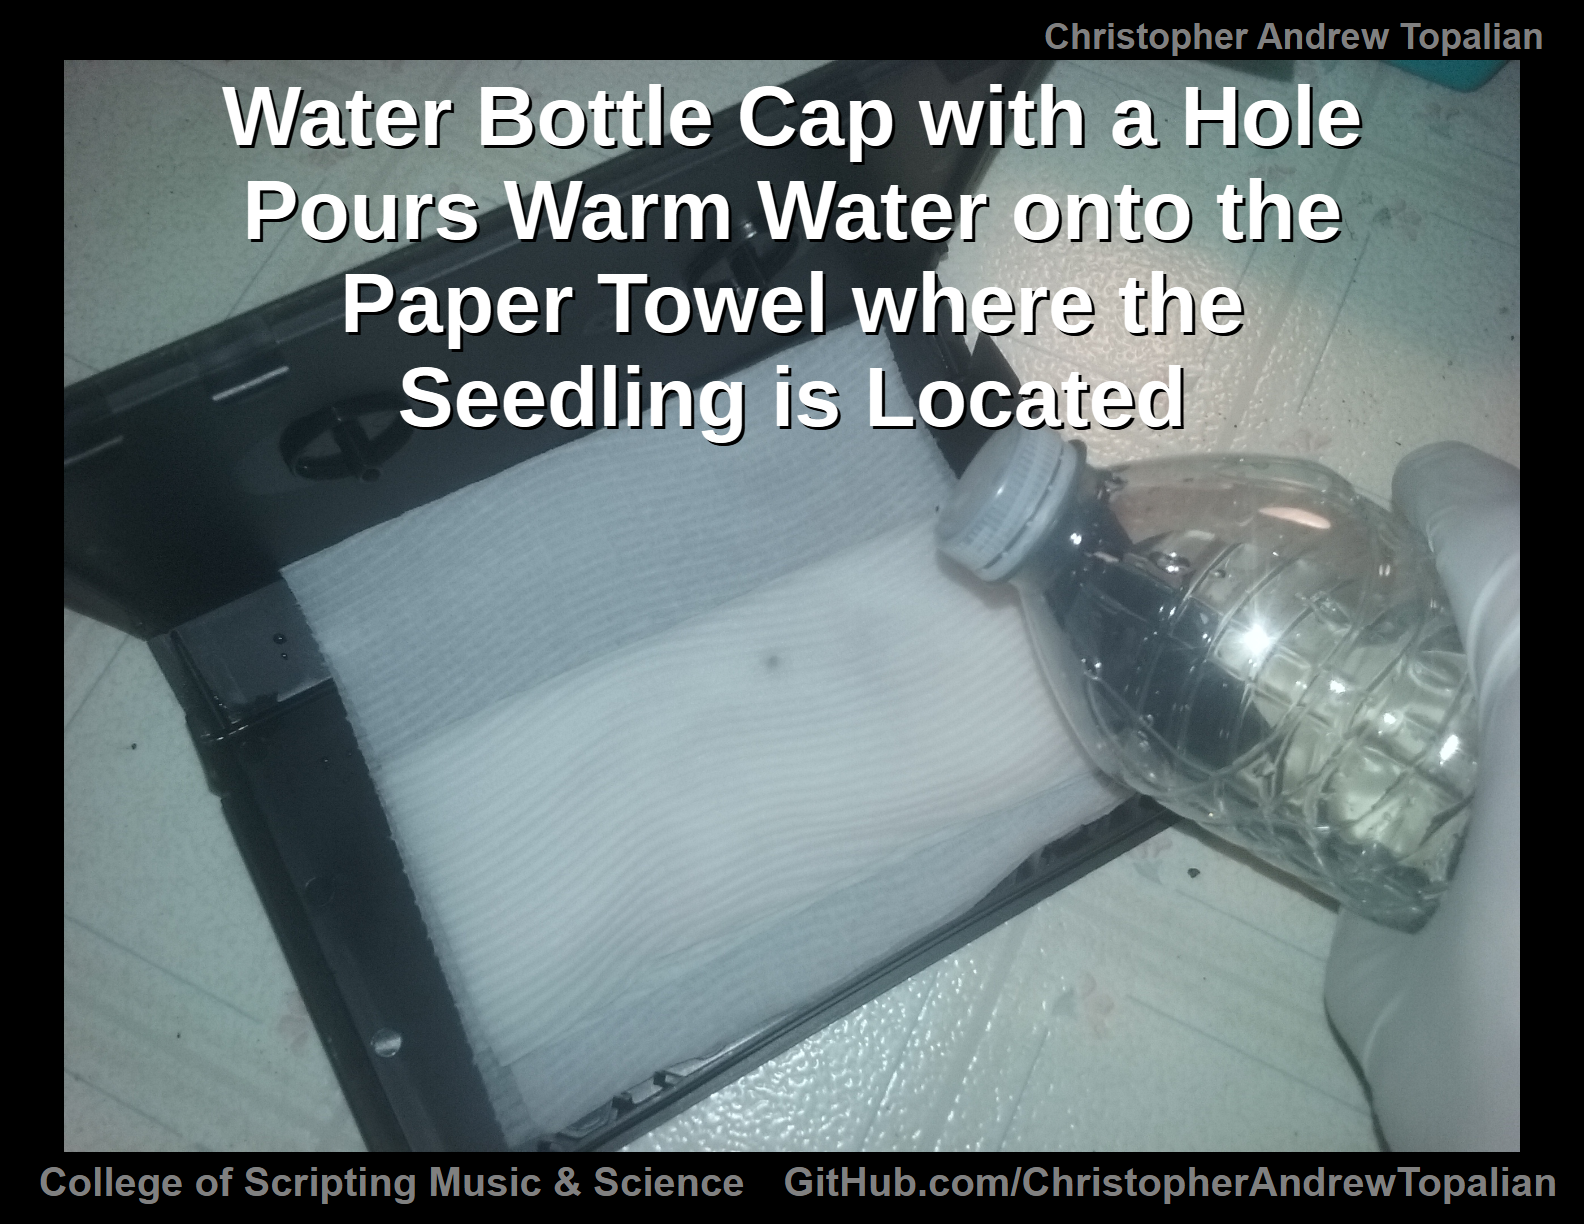 Christopher Andrew Topalian
Water Bottle Cap with a Hole
Pours Warm Water onto the
Paper Towel where the
Seedling is Located
College of Scripting Music & Science GitHub.com/ChristopherAndrewTopalian